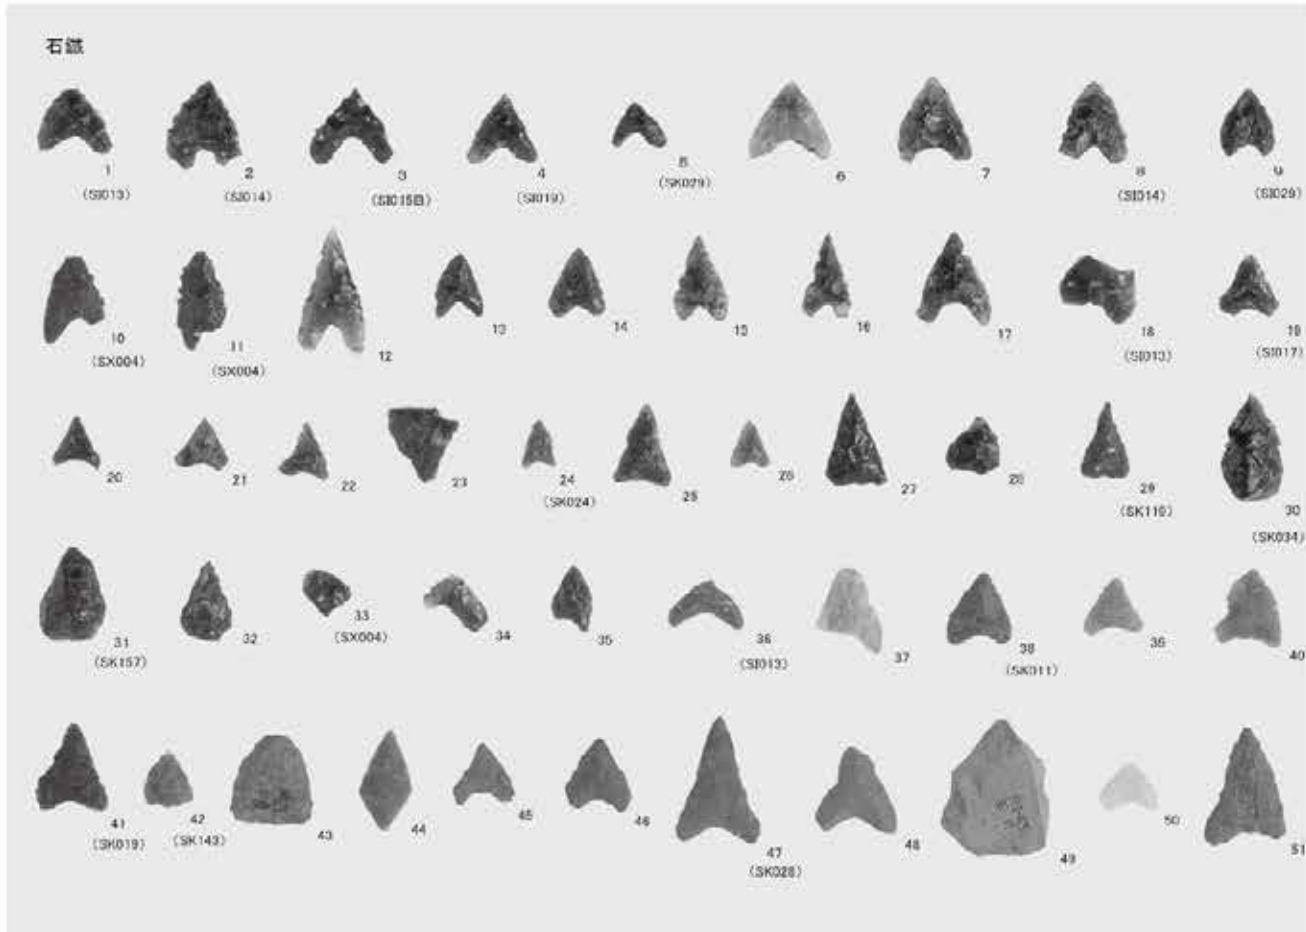 石鏃
1 2 3 4 5 6 7 8 9
(SI013) (SI014) (SI015B) (SI019) (SK029) (SI014) (SI029)
10 11 12 13 14 15 16 17 18 19
(SX004) (SX004) (SI013) (SI017)
20 21 22 23 24 25 26 27 28 29 30
(SK024) (SK110) (SK034)
31 32 33 34 35 36 37 38 39 40
(SK157) (SX004) (SI013) (SK011)
41 42 43 44 45 46 47 48 49 50 51
(SK019) (SK143) (SK028)